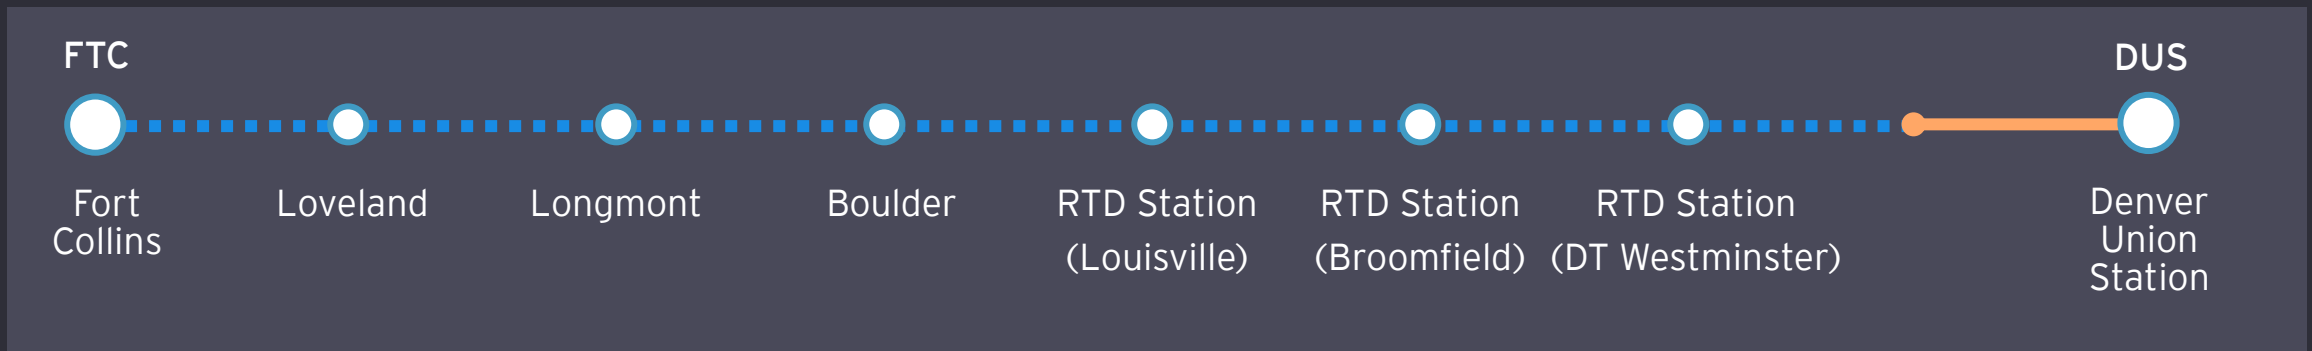 FTC
DUS
Fort
Collins
Loveland
Longmont
Boulder
RTD Station
(Louisville)
RTD Station
(Broomfield)
RTD Station
(DT Westminster)
Denver
Union
Station